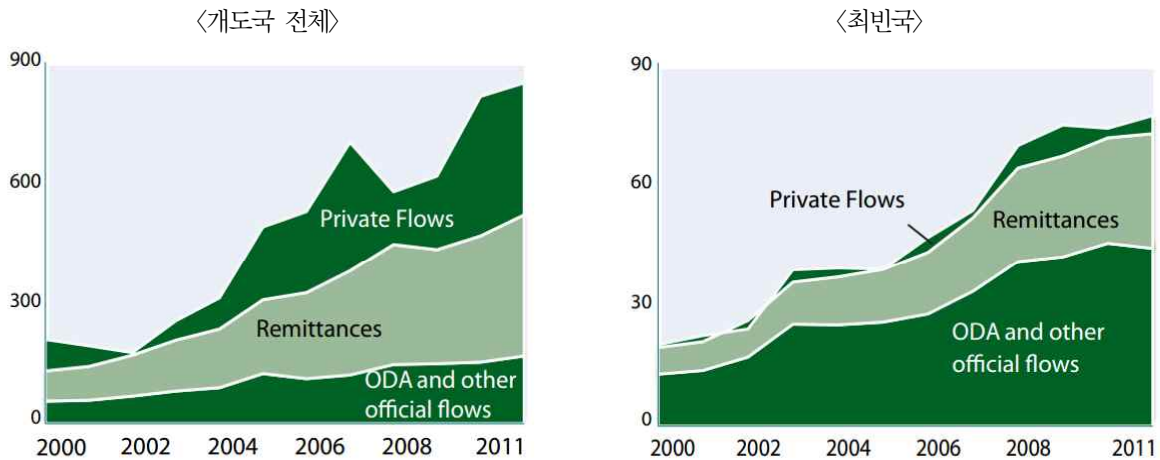 〈개도국 전체〉
900
600
300
0
Private Flows
Remittances
ODA and other
official flows
2000 2002 2004 2006 2008 2011
〈최빈국〉
90
60
30
0
Private Flows
Remittances
ODA and other
official flows
2000 2002 2004 2006 2008 2011